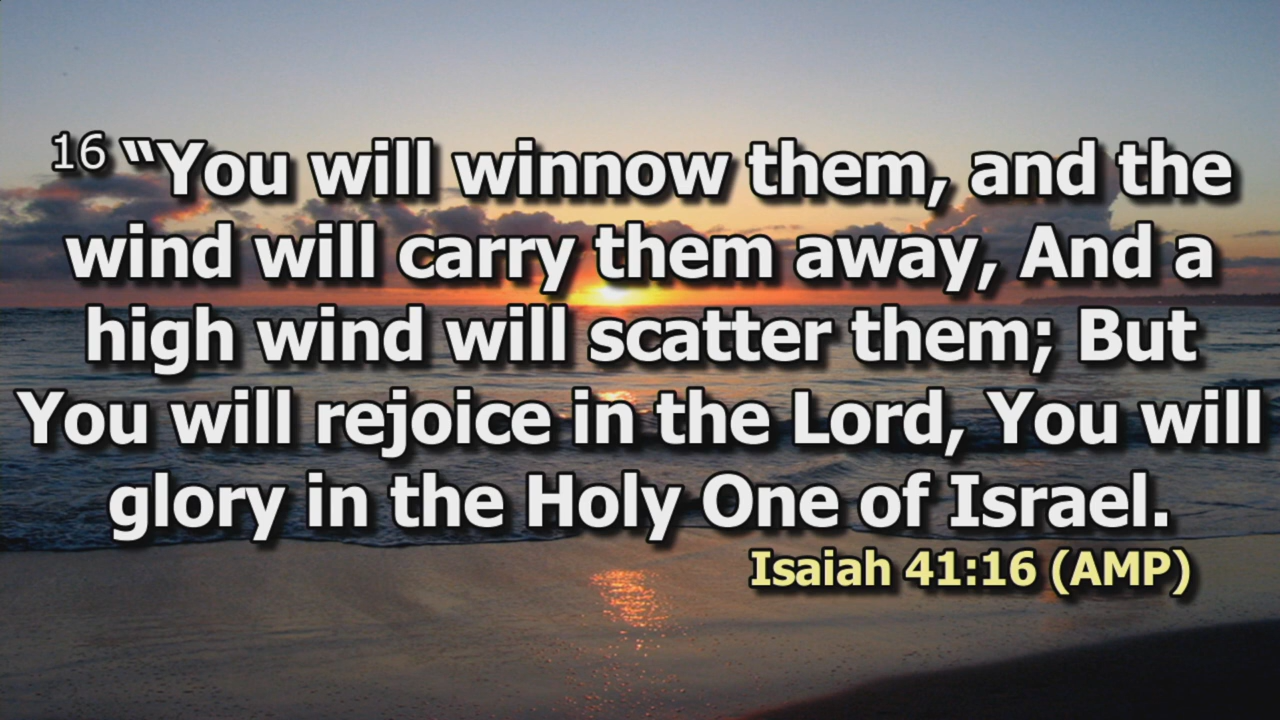 16 “You will winnow them, and the
wind will carry them away, And a
high wind will scatter them; But
You will rejoice in the Lord, You will
glory in the Holy One of Israel.
Isaiah 41:16 (AMP)